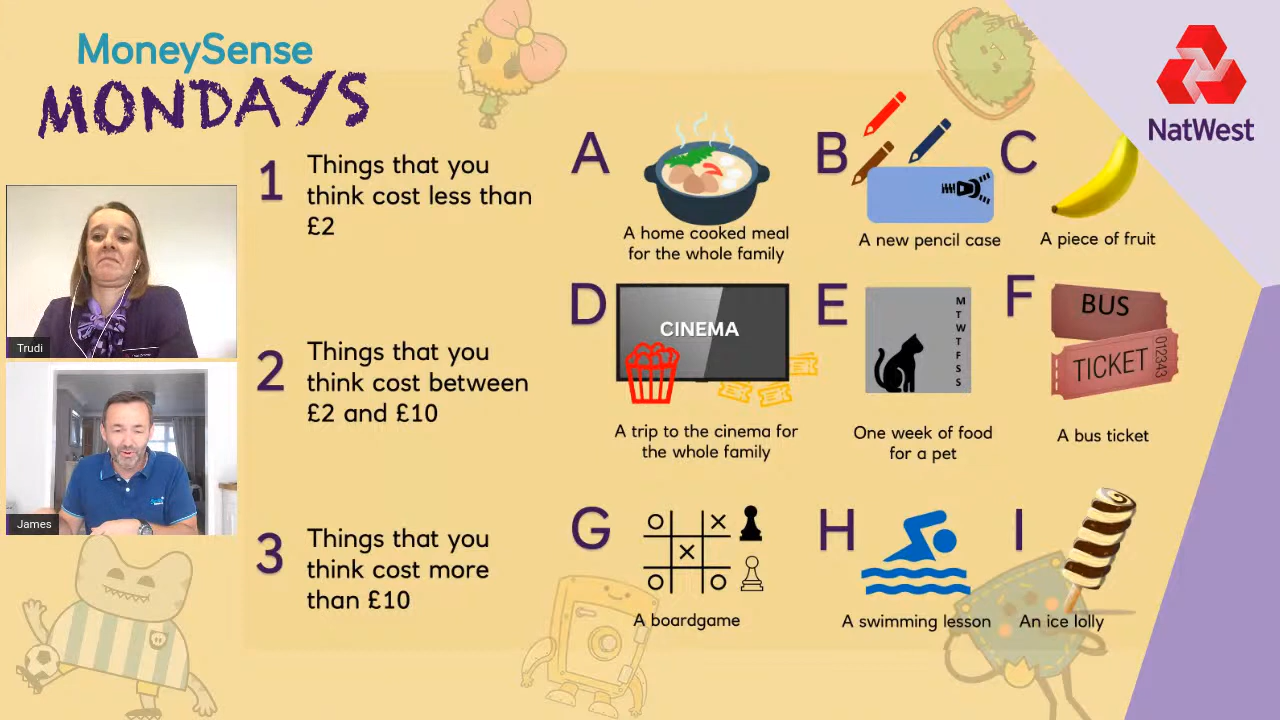 MoneySense
MONDAYS
NatWest
Trudi
James
1
Things that you
think cost less than
£2
2
Things that you
think cost between
£2 and £10
3
Things that you
think cost more
than £10
A
A home cooked meal
for the whole family
B
A new pencil case
C
A piece of fruit
D
CINEMA
A trip to the cinema for
the whole family
E
M
T
W
T
F
S
S
One week of food
for a pet
F
BUS
TICKET
012343
A bus ticket
G
A boardgame
H
A swimming lesson
I
An ice lolly